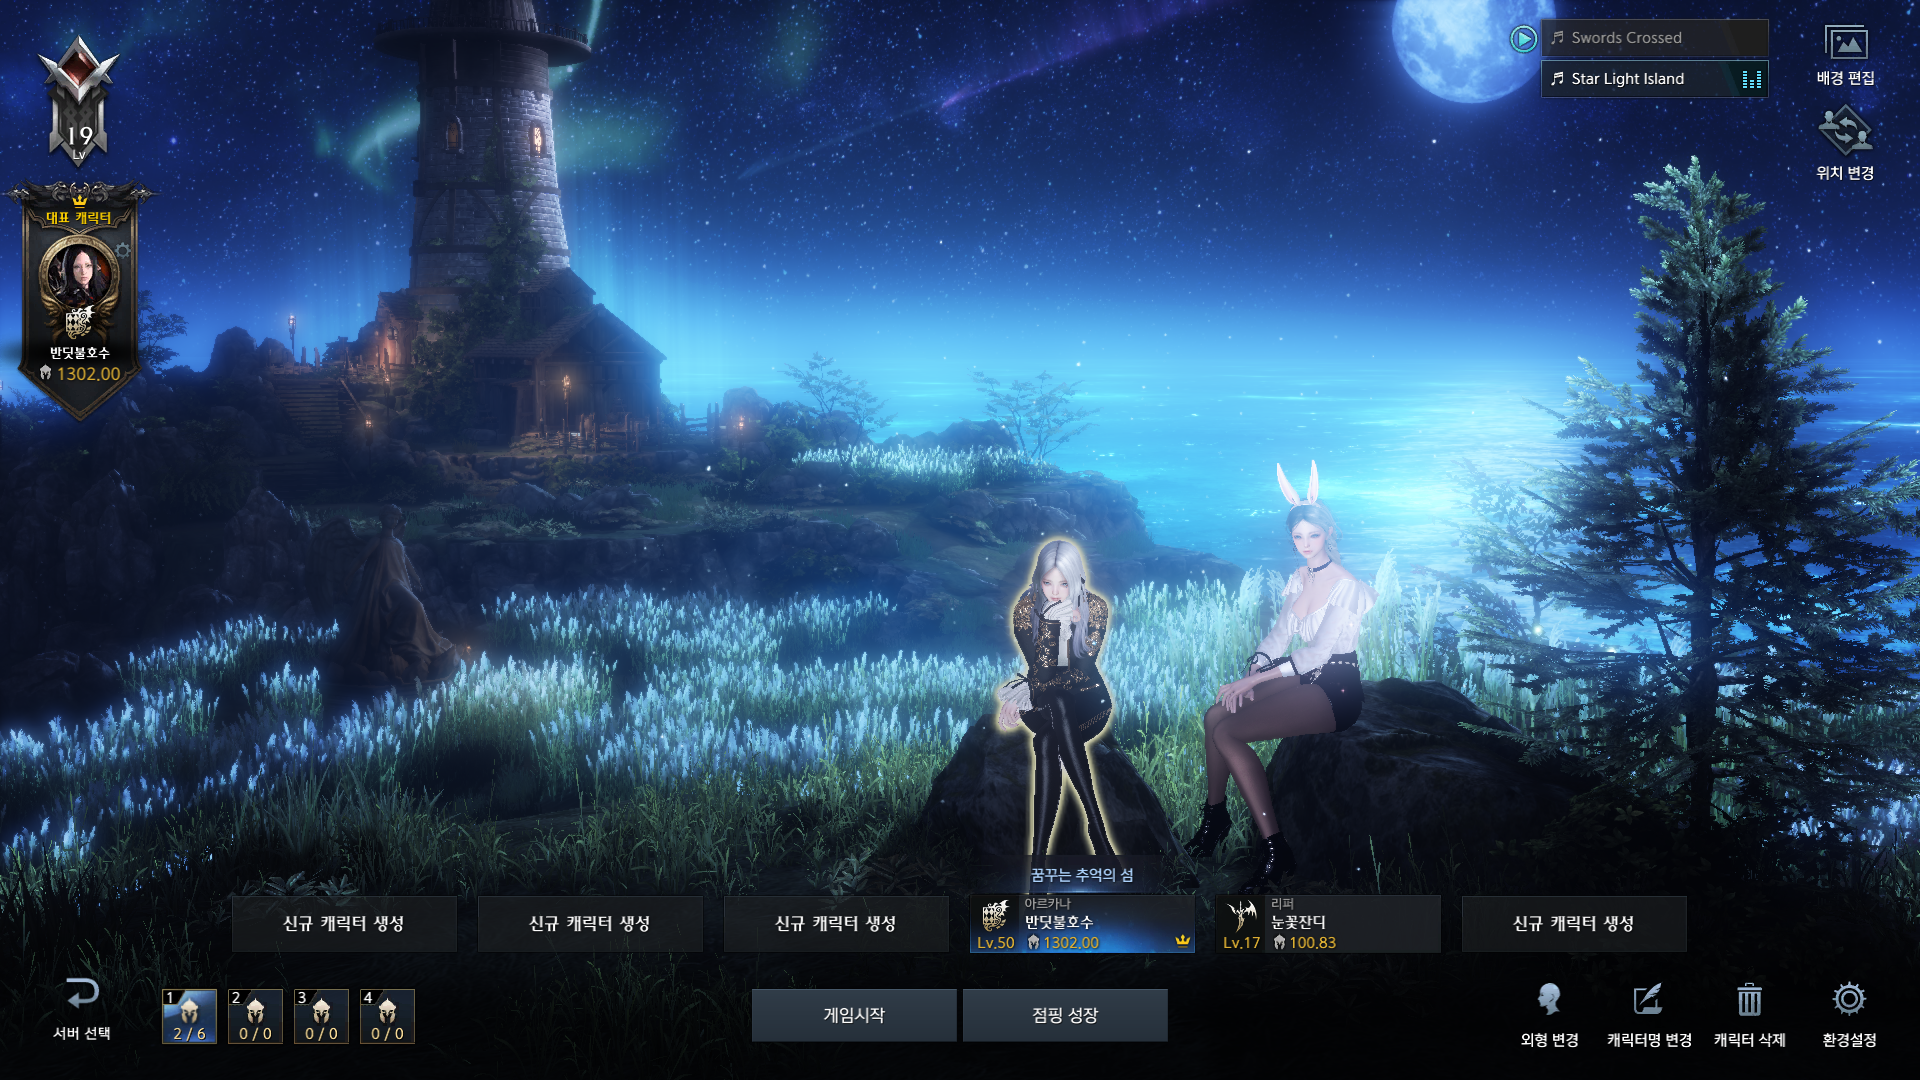 19
Lv
대표 캐릭터
반딧불호수
1302.00
Swords Crossed
Star Light Island
배경 편집
위치 변경
꿈꾸는 추억의 섬
신규 캐릭터 생성
신규 캐릭터 생성
신규 캐릭터 생성
아르카나
반딧불호수
Lv.50 1302.00
리퍼
눈꽃잔디
Lv.17 100.83
신규 캐릭터 생성
서버 선택
1
2 / 6
2
0 / 0
3
0 / 0
4
0 / 0
게임시작
점핑 성장
외형 변경
캐릭터명 변경
캐릭터 삭제
환경설정